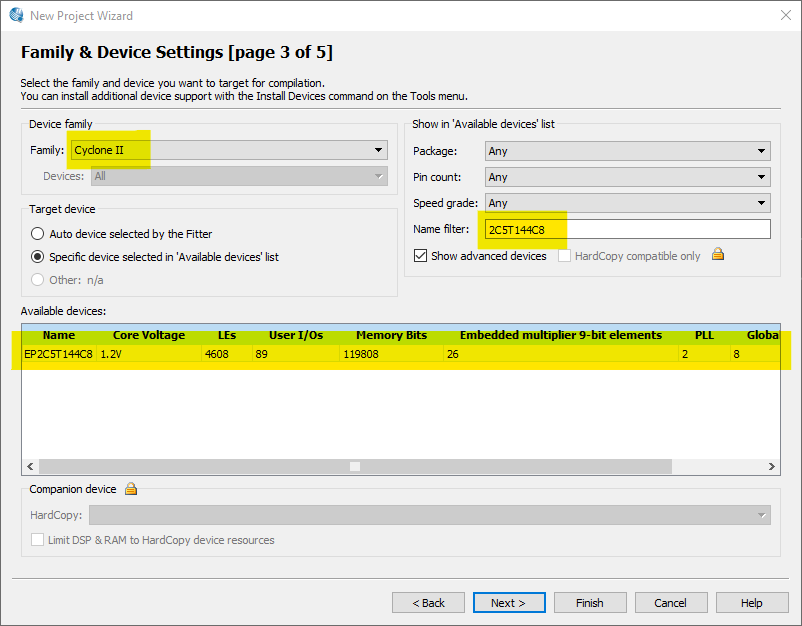 New Project Wizard
Family & Device Settings [page 3 of 5]
Select the family and device you want to target for compilation.
You can install additional device support with the Install Devices command on the Tools menu.
Device family
Family: Cyclone II
Devices: All
Target device
Auto device selected by the Fitter
Specific device selected in 'Available devices' list
Other: n/a
Show in 'Available devices' list
Package: Any
Pin count: Any
Speed grade: Any
Name filter: 2C5T144C8
Show advanced devices HardCopy compatible only
Available devices:
Name Core Voltage LEs User I/Os Memory Bits Embedded multiplier 9-bit elements PLL Globa
EP2C5T144C8 1.2V 4608 89 119808 26 2 8
Companion device
HardCopy:
Limit DSP & RAM to HardCopy device resources
< Back Next > Finish Cancel Help